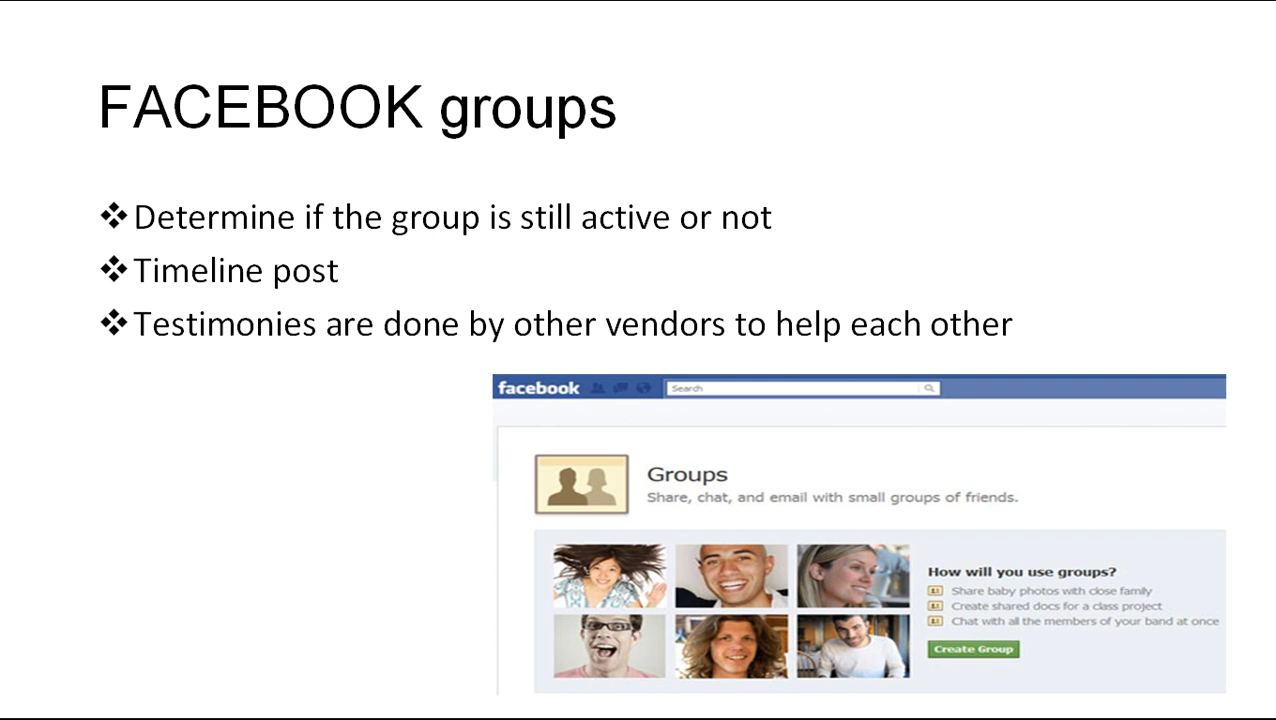 FACEBOOK groups
Determine if the group is still active or not
Timeline post
Testimonies are done by other vendors to help each other
facebook
Search
Groups
Share, chat, and email with small groups of friends.
How will you use groups?
Share baby photos with close family
Create shared docs for a class project
Chat with all the members of your band at once
Create Group